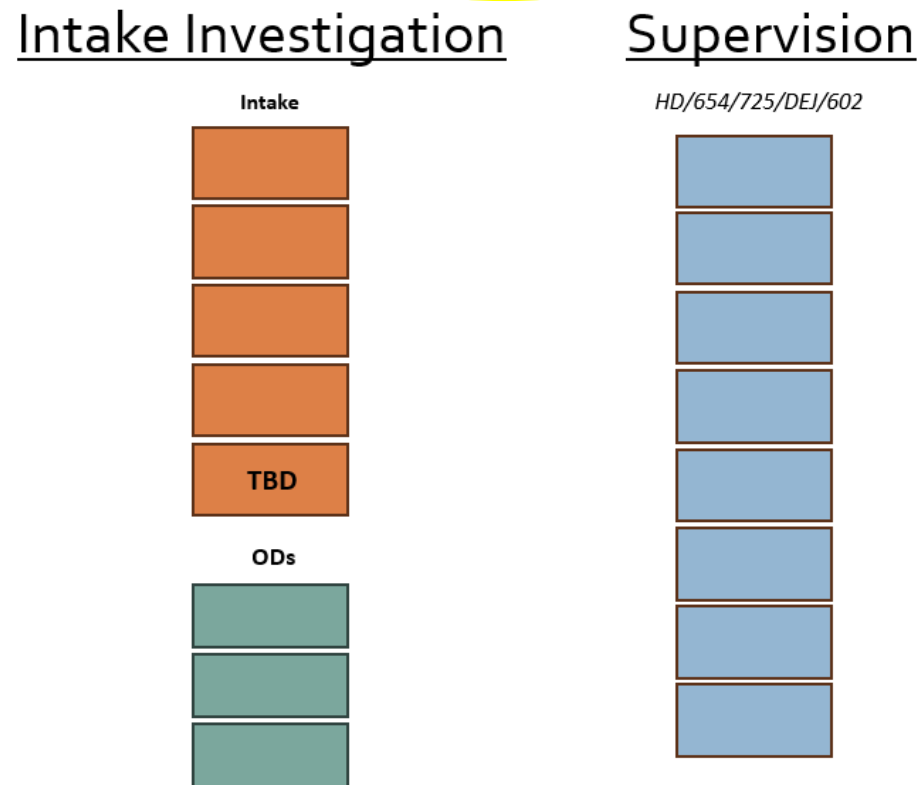 Intake Investigation
Supervision
Intake
HD/654/725/DEJ/602
TBD
ODs